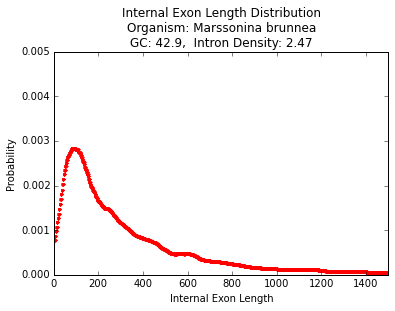 Internal Exon Length Distribution
Organism: Marssonina brunnea
GC: 42.9,  Intron Density: 2.47
0.005
0.004
0.003
0.002
0.001
0.000
Probability
0 200 400 600 800 1000 1200 1400
Internal Exon Length